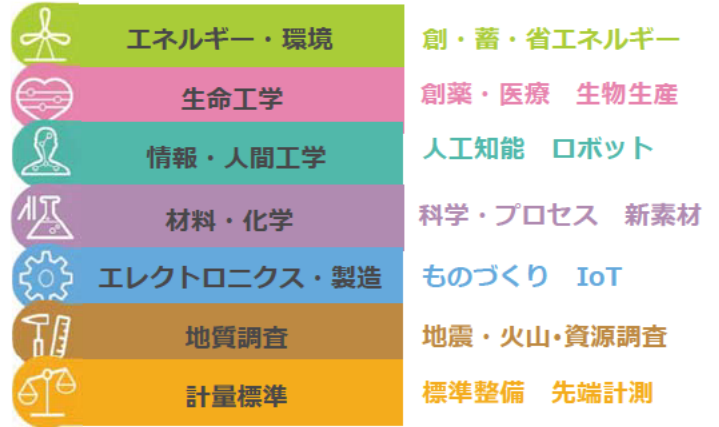 エネルギー・環境 創・蓄・省エネルギー
生命工学 創薬・医療 生物生産
情報・人間工学 人工知能 ロボット
材料・化学 科学・プロセス 新素材
エレクトロニクス・製造 ものづくり IoT
地質調査 地震・火山・資源調査
計量標準 標準整備 先端計測